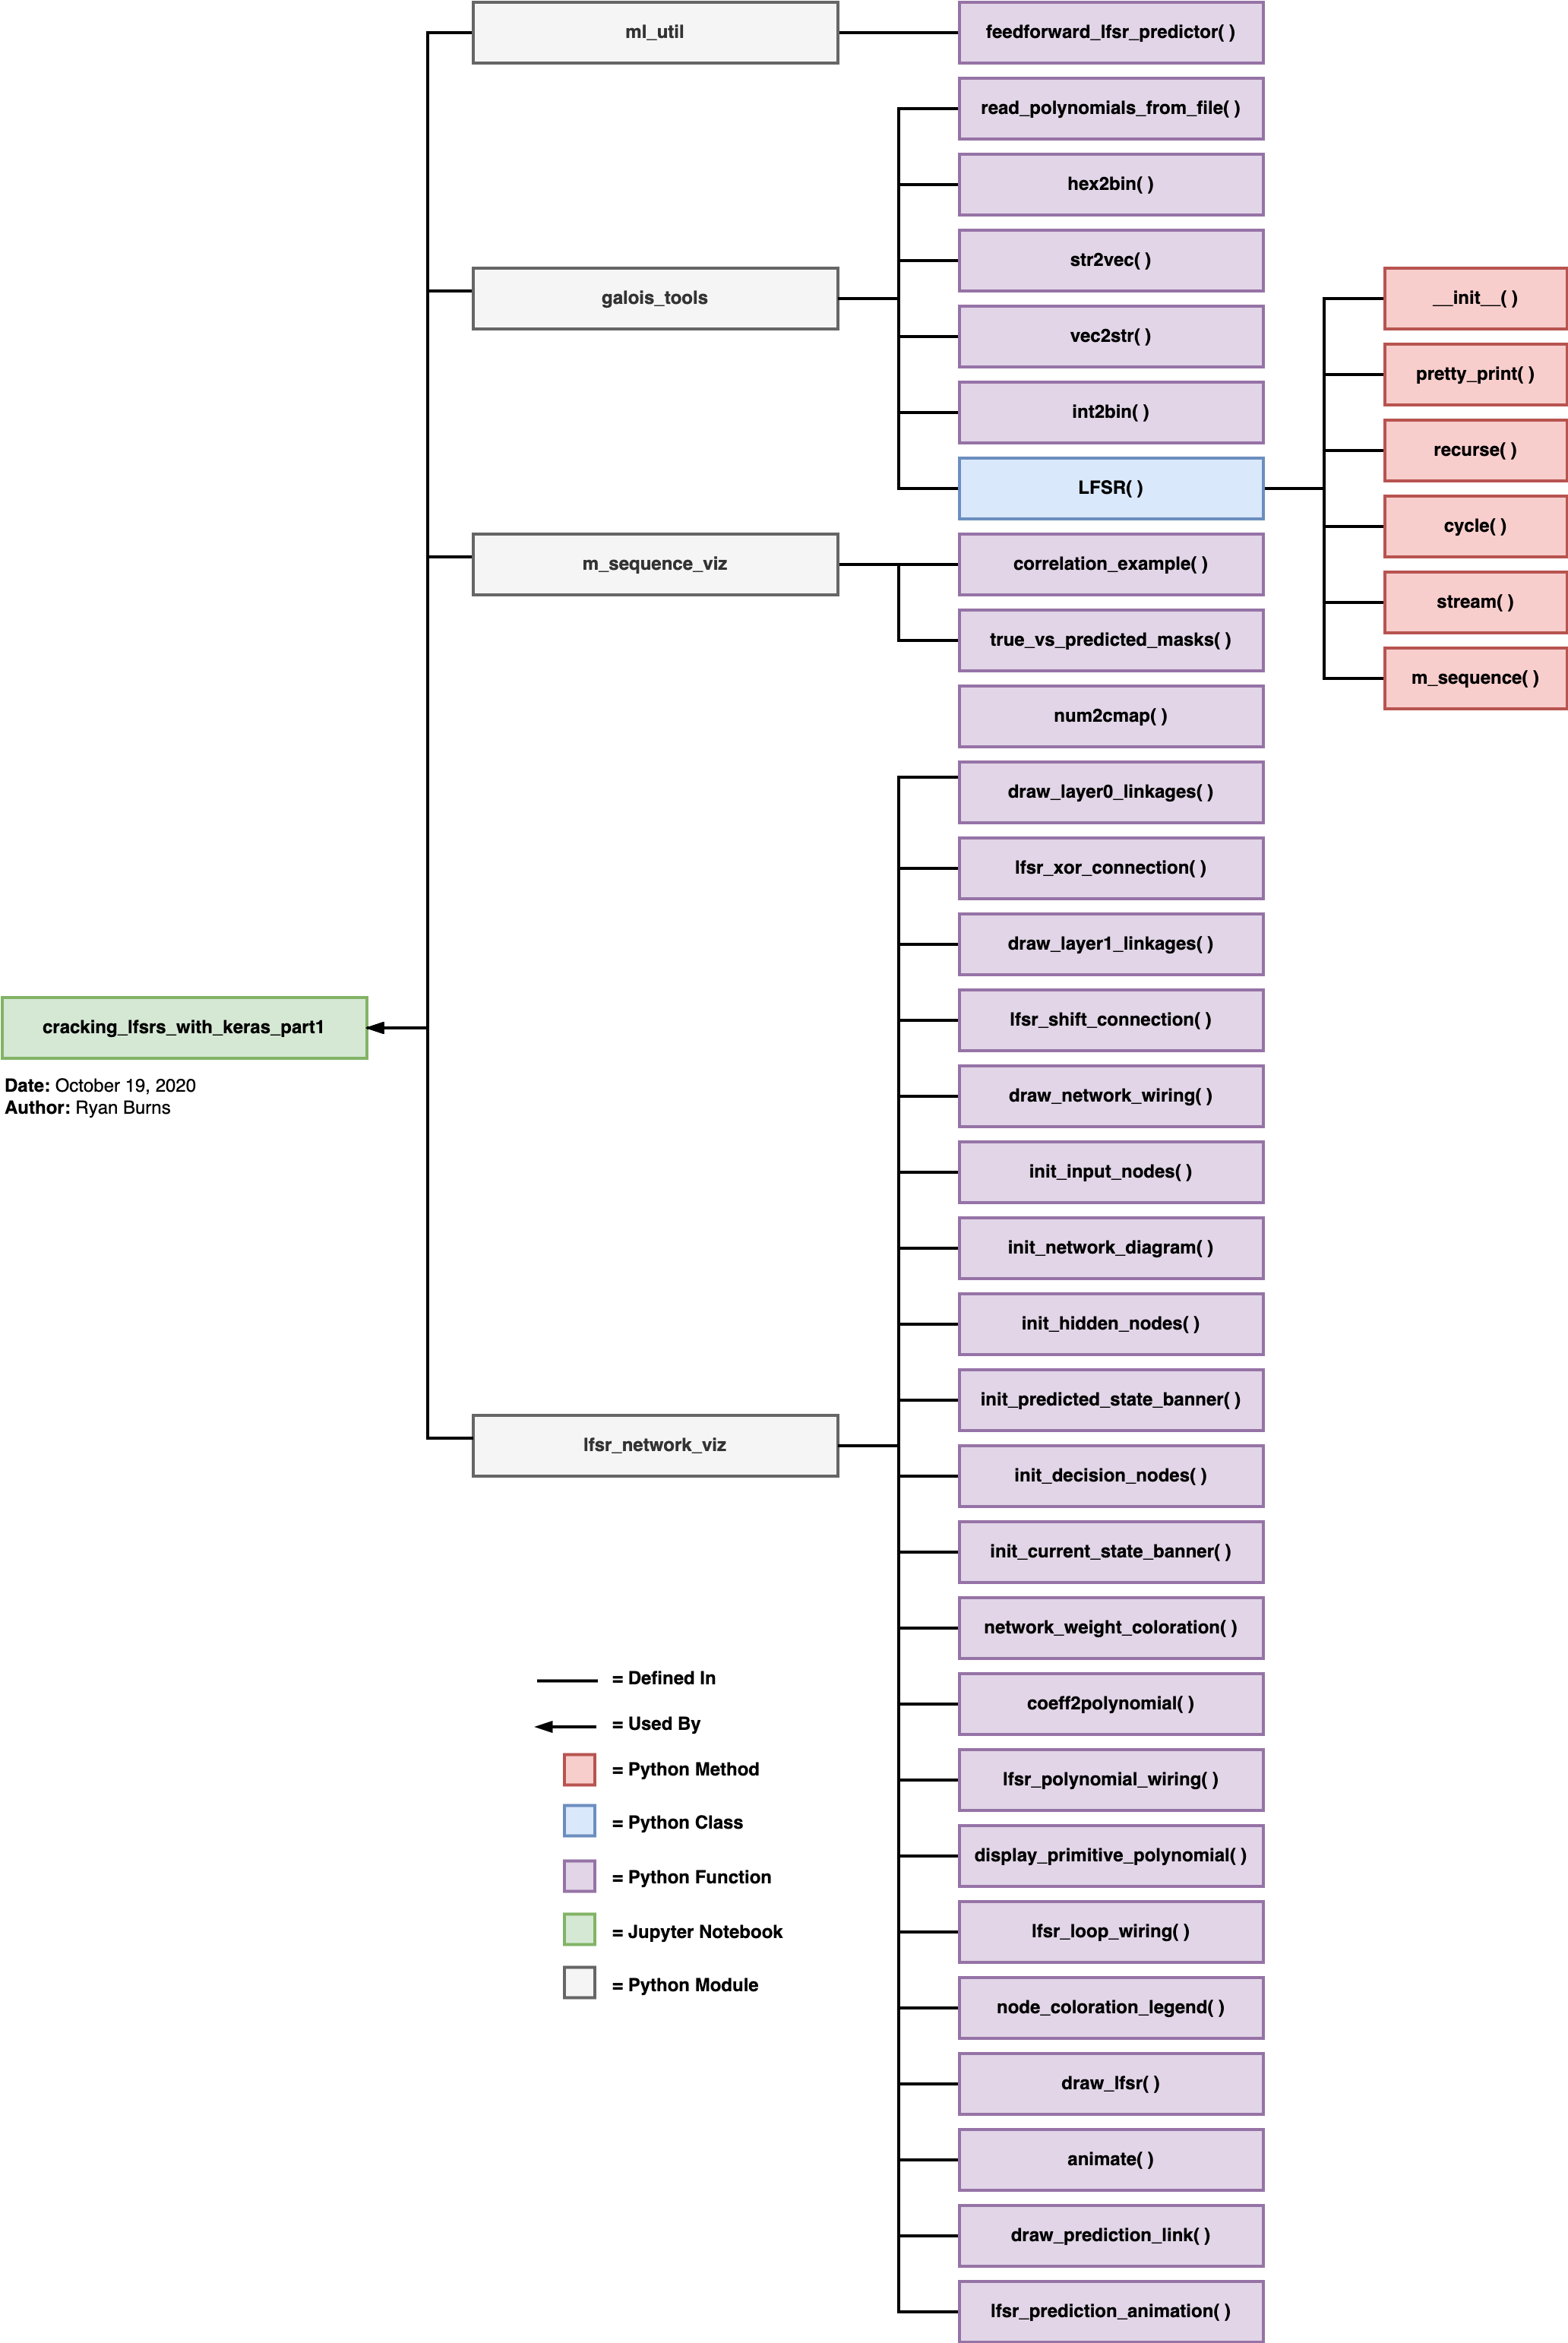 ml_util
feedforward_lfsr_predictor( )
read_polynomials_from_file( )
hex2bin( )
str2vec( )
galois_tools
__init__( )
vec2str( )
pretty_print( )
int2bin( )
recurse( )
LFSR( )
cycle( )
m_sequence_viz
correlation_example( )
stream( )
true_vs_predicted_masks( )
m_sequence( )
num2cmap( )
draw_layer0_linkages( )
lfsr_xor_connection( )
draw_layer1_linkages( )
lfsr_shift_connection( )
cracking_lfsrs_with_keras_part1
Date: October 19, 2020
Author: Ryan Burns
draw_network_wiring( )
init_input_nodes( )
init_network_diagram( )
init_hidden_nodes( )
init_predicted_state_banner( )
lfsr_network_viz
init_decision_nodes( )
init_current_state_banner( )
network_weight_coloration( )
coeff2polynomial( )
lfsr_polynomial_wiring( )
display_primitive_polynomial( )
lfsr_loop_wiring( )
node_coloration_legend( )
draw_lfsr( )
animate( )
draw_prediction_link( )
lfsr_prediction_animation( )
= Defined In
= Used By
= Python Method
= Python Class
= Python Function
= Jupyter Notebook
= Python Module